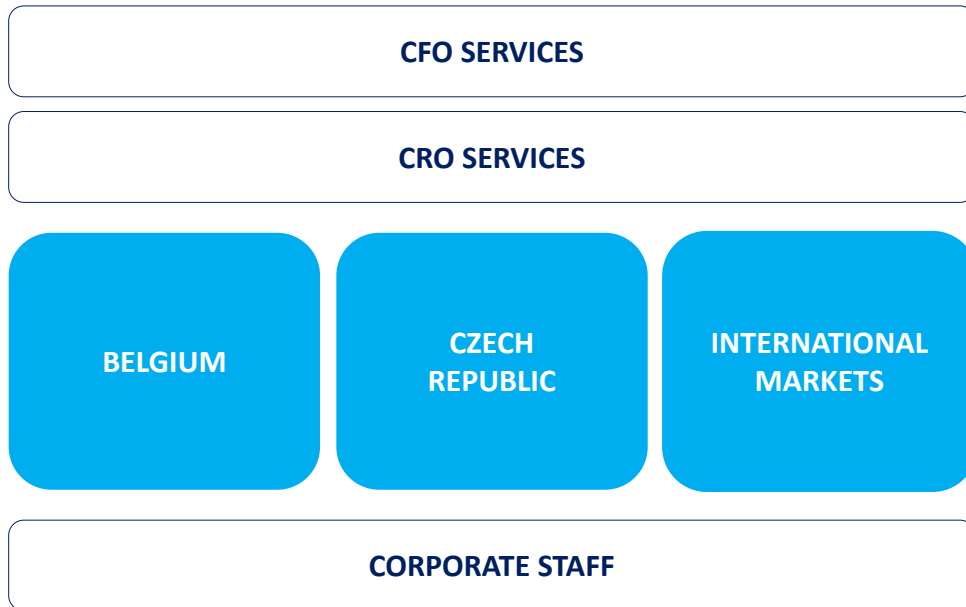 CFO SERVICES
CRO SERVICES
BELGIUM
CZECH
REPUBLIC
INTERNATIONAL
MARKETS
CORPORATE STAFF